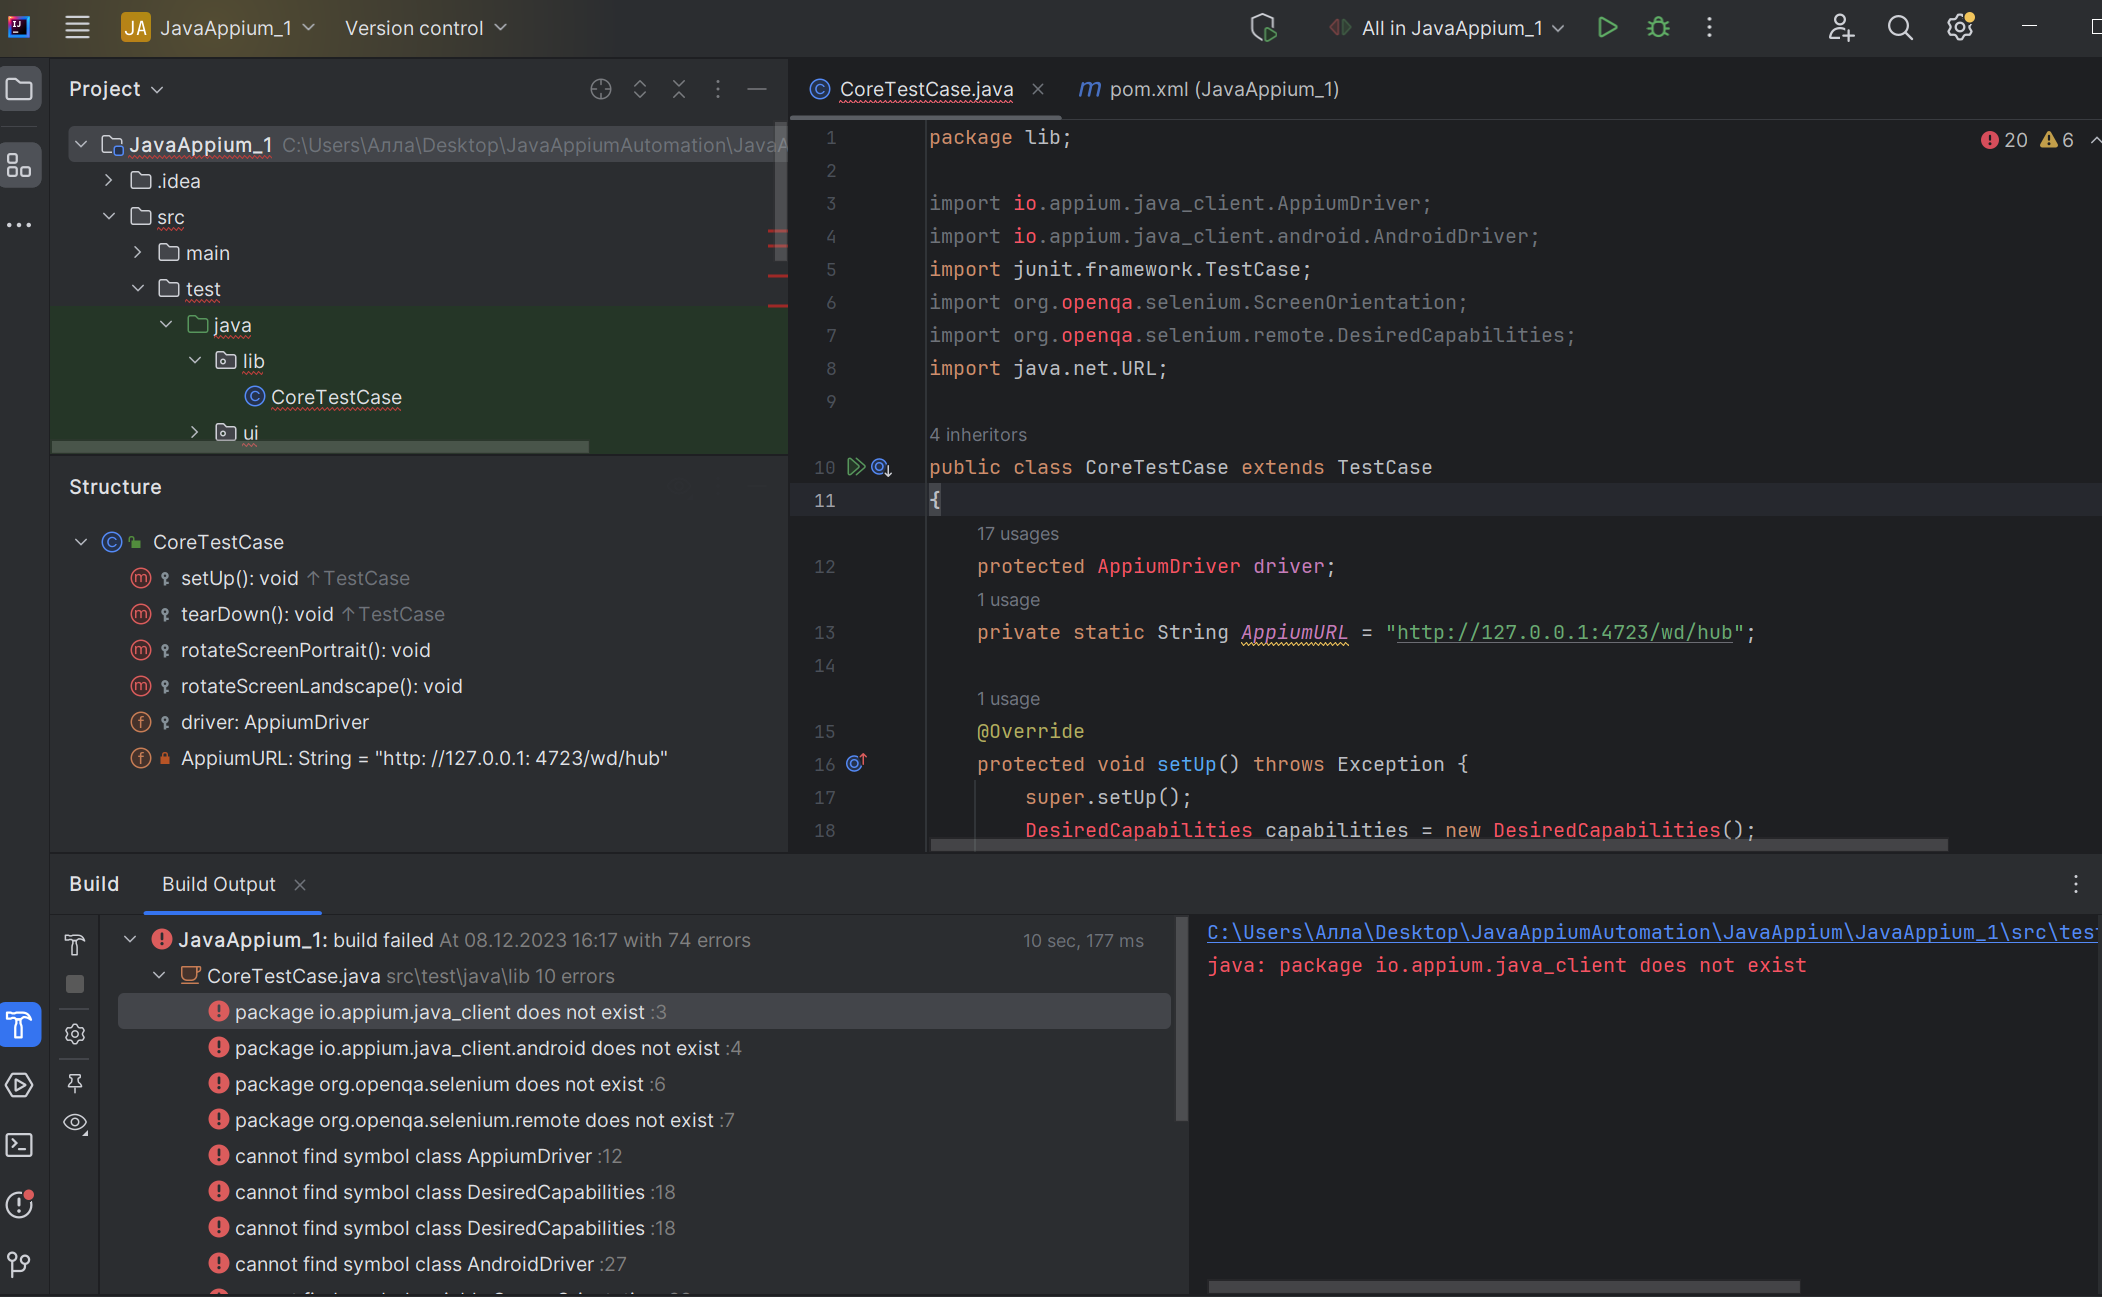 JA JavaAppium_1 Version control All in JavaAppium_1
Project
JavaAppium_1 C:\Users\Алла\Desktop\JavaAppiumAutomation\JavaA
.idea
src
main
test
java
lib
CoreTestCase
ui
Structure
CoreTestCase
setUp(): void ↑TestCase
tearDown(): void ↑TestCase
rotateScreenPortrait(): void
rotateScreenLandscape(): void
driver: AppiumDriver
AppiumURL: String = "http: //127.0.0.1: 4723/wd/hub"
CoreTestCase.java
pom.xml (JavaAppium_1)
20 6
1 package lib;
2
3 import io.appium.java_client.AppiumDriver;
4 import io.appium.java_client.android.AndroidDriver;
5 import junit.framework.TestCase;
6 import org.openqa.selenium.ScreenOrientation;
7 import org.openqa.selenium.remote.DesiredCapabilities;
8 import java.net.URL;
9
4 inheritors
10 public class CoreTestCase extends TestCase
11 {
17 usages
12 protected AppiumDriver driver;
1 usage
13 private static String AppiumURL = "http://127.0.0.1:4723/wd/hub";
14
1 usage
15 @Override
16 protected void setUp() throws Exception {
17 super.setUp();
18 DesiredCapabilities capabilities = new DesiredCapabilities();
Build Build Output
JavaAppium_1: build failed At 08.12.2023 16:17 with 74 errors 10 sec, 177 ms
CoreTestCase.java src\test\java\lib 10 errors
package io.appium.java_client does not exist :3
package io.appium.java_client.android does not exist :4
package org.openqa.selenium does not exist :6
package org.openqa.selenium.remote does not exist :7
cannot find symbol class AppiumDriver :12
cannot find symbol class DesiredCapabilities :18
cannot find symbol class DesiredCapabilities :18
cannot find symbol class AndroidDriver :27
C:\Users\Алла\Desktop\JavaAppiumAutomation\JavaAppium\JavaAppium_1\src\tes
java: package io.appium.java_client does not exist